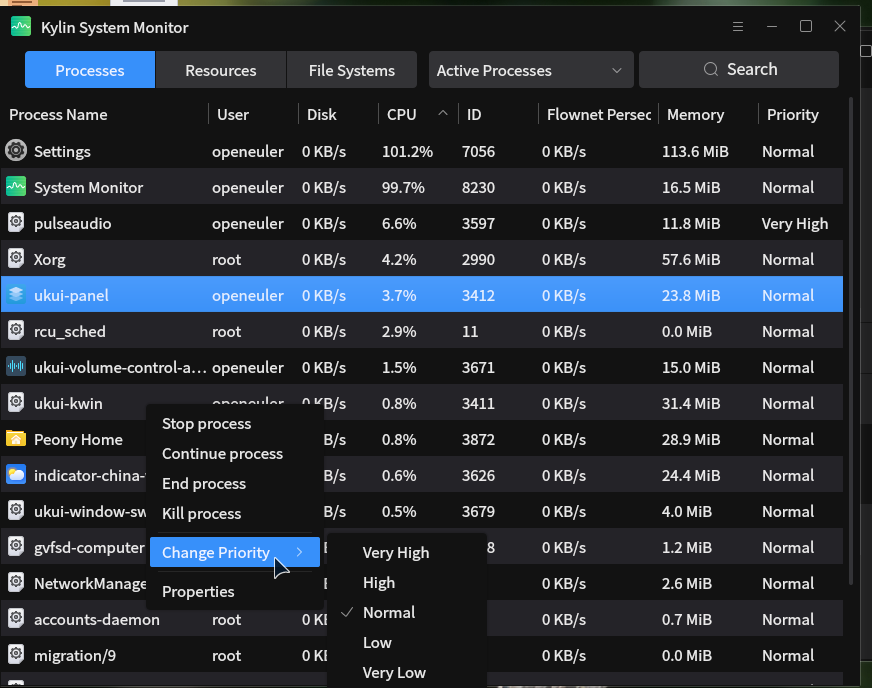 Kylin System Monitor
Processes Resources File Systems Active Processes Search
Process Name User Disk CPU ID Flownet Persec Memory Priority
Settings openeuler 0 KB/s 101.2% 7056 0 KB/s 113.6 MiB Normal
System Monitor openeuler 0 KB/s 99.7% 8230 0 KB/s 16.5 MiB Normal
pulseaudio openeuler 0 KB/s 6.6% 3597 0 KB/s 11.8 MiB Very High
Xorg root 0 KB/s 4.2% 2990 0 KB/s 57.6 MiB Normal
ukui-panel openeuler 0 KB/s 3.7% 3412 0 KB/s 23.8 MiB Normal
rcu_sched root 0 KB/s 2.9% 11 0 KB/s 0.0 MiB Normal
ukui-volume-control-a... openeuler 0 KB/s 1.5% 3671 0 KB/s 15.0 MiB Normal
ukui-kwin openeuler KB/s 0.8% 3411 0 KB/s 31.4 MiB Normal
Peony Home B/s 0.8% 3872 0 KB/s 28.9 MiB Normal
indicator-china- B/s 0.6% 3626 0 KB/s 24.4 MiB Normal
ukui-window-sw B/s 0.5% 3679 0 KB/s 4.0 MiB Normal
gvfsd-computer 8 0 KB/s 1.2 MiB Normal
NetworkManage 0 KB/s 2.6 MiB Normal
accounts-daemon root 0 KB 0 KB/s 0.7 MiB Normal
migration/9 root 0 KB 0 KB/s 0.0 MiB Normal
Stop process
Continue process
End process
Kill process
Change Priority
Properties
Very High
High
Normal
Low
Very Low